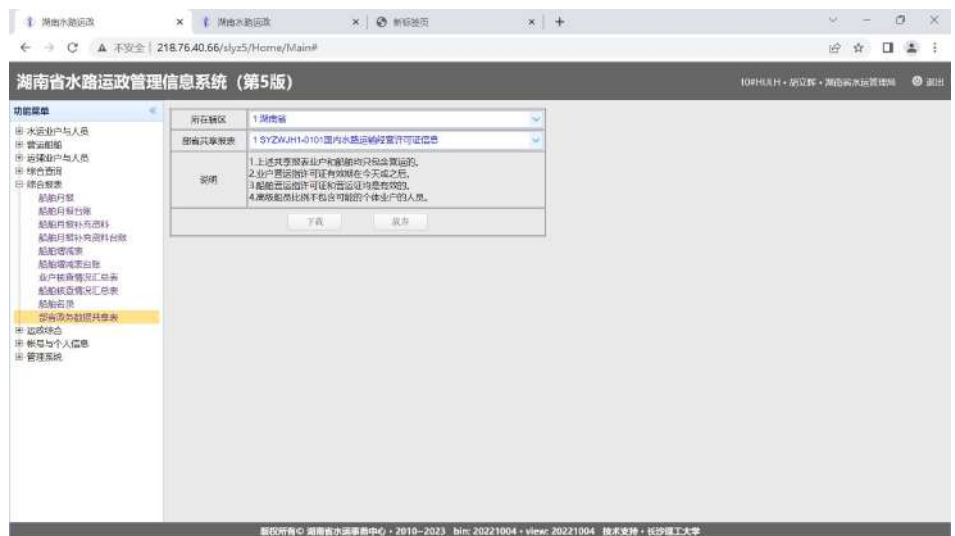 湖南水路运政
湖南水路运政
新标签页
不安全
218.76.40.66/slyz5/Home/Main#
湖南省水路运政管理信息系统（第5版）
退出
功能菜单
水运业户与人员
营运船舶
综合查询
综合报表
船舶月报
船舶月报台账
船舶月报补充资料
船舶月报补充资料台账
船舶增减表
船舶增减表台账
业户核查情况汇总表
船舶核查情况汇总表
船舶名录
部省政务数据共享表
运政综合
帐号与个人信息
管理系统
所在辖区
1 湖南省
部省共享报表
1 SYZWJH1-0101国内水路运输经营许可证信息
说明
1.上述共享报表业户和船舶均只包含营运的。
2.业户营运指许可证有效期在今天或之后。
3.船舶营运指许可证和营运证均是有效的。
4.高级船员比例不包含可能的个体业户的人员。
下载
放弃
版权所有© 湖南省水运事务中心 · 2010--2023 bin: 20221004 · view: 20221004 技术支持 · 长沙理工大学